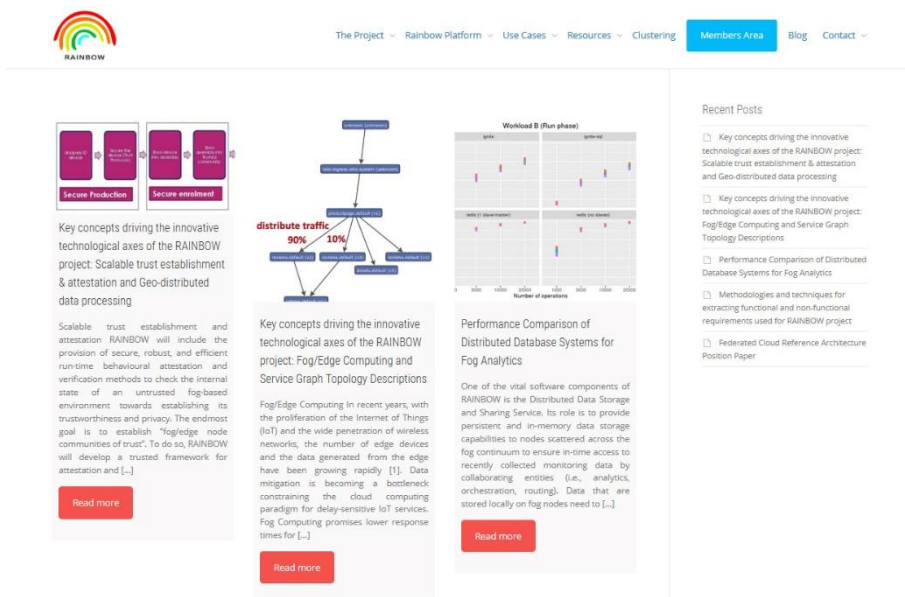 RAINBOW
The Project
Rainbow Platform
Use Cases
Resources
Clustering
Members Area
Blog
Contact
Secure Production
Secure enrolment
Key concepts driving the innovative
technological axes of the RAINBOW
project: Scalable trust establishment
& attestation and Geo-distributed
data processing
Scalable trust establishment and
attestation RAINBOW will include the
provision of secure, robust, and efficient
run-time behavioural attestation and
verification methods to check the internal
state of an untrusted fog-based
environment towards establishing its
trustworthiness and privacy. The endmost
goal is to establish "fog/edge node
communities of trust". To do so, RAINBOW
will develop a trusted framework for
attestation and [...]
Read more
distribute traffic
90% 10%
Key concepts driving the innovative
technological axes of the RAINBOW
project: Fog/Edge Computing and
Service Graph Topology Descriptions
Fog/Edge Computing In recent years, with
the proliferation of the Internet of Things
(IoT) and the wide penetration of wireless
networks, the number of edge devices
and the data generated from the edge
have been growing rapidly [1]. Data
mitigation is becoming a bottleneck
constraining the cloud computing
paradigm for delay-sensitive IoT services.
Fog Computing promises lower response
times for [...]
Read more
Workload B (Run phase)
ignite
ignite-sql
redis (1 slave/master)
redis (no slaves)
Number of operations
Performance Comparison of
Distributed Database Systems for
Fog Analytics
One of the vital software components of
RAINBOW is the Distributed Data Storage
and Sharing Service. Its role is to provide
persistent and in-memory data storage
capabilities to nodes scattered across the
fog continuum to ensure in-time access to
recently collected monitoring data by
collaborating entities (i.e., analytics,
orchestration, routing). Data that are
stored locally on fog nodes need to [...]
Read more
Recent Posts
Key concepts driving the innovative
technological axes of the RAINBOW project:
Scalable trust establishment & attestation
and Geo-distributed data processing
Key concepts driving the innovative
technological axes of the RAINBOW project:
Fog/Edge Computing and Service Graph
Topology Descriptions
Performance Comparison of Distributed
Database Systems for Fog Analytics
Methodologies and techniques for
extracting functional and non-functional
requirements used for RAINBOW project
Federated Cloud Reference Architecture
Position Paper